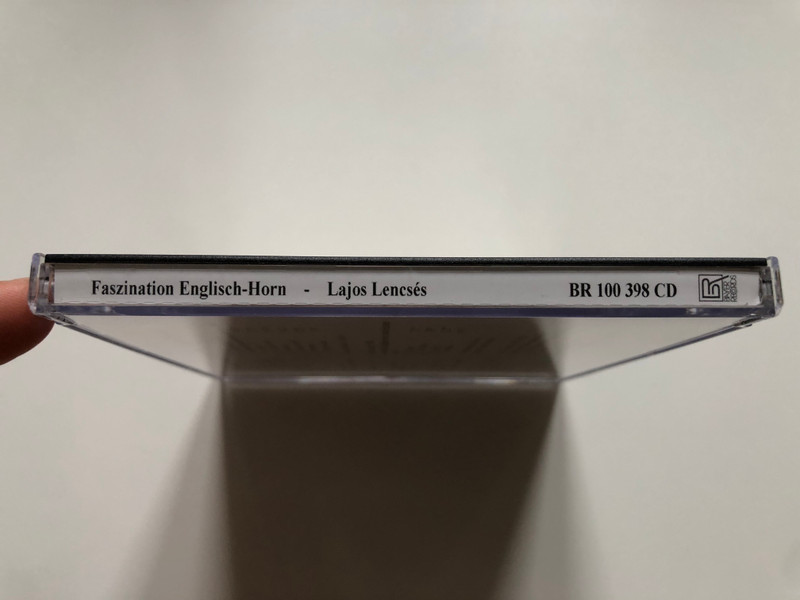 Faszination Englisch-Horn - Lajos Lencsés BR 100 398 CD